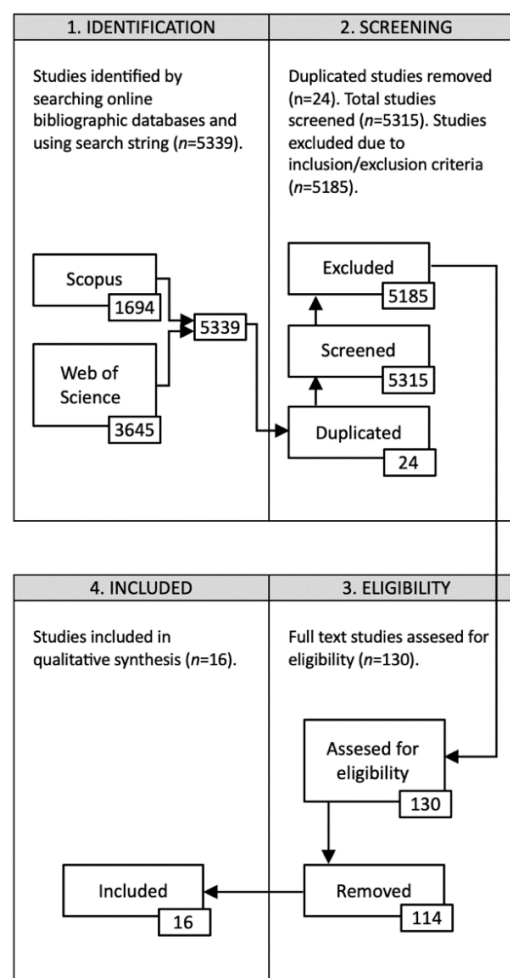 1. IDENTIFICATION
Studies identified by
searching online
bibliographic databases and
using search string (n=5339).
Scopus
1694
Web of
Science
3645
5339
2. SCREENING
Duplicated studies removed
(n=24). Total studies
screened (n=5315). Studies
excluded due to
inclusion/exclusion criteria
(n=5185).
Excluded
5185
Screened
5315
Duplicated
24
4. INCLUDED
Studies included in
qualitative synthesis (n=16).
Included
16
3. ELIGIBILITY
Full text studies assesed for
eligibility (n=130).
Assesed for
eligibility
130
Removed
114